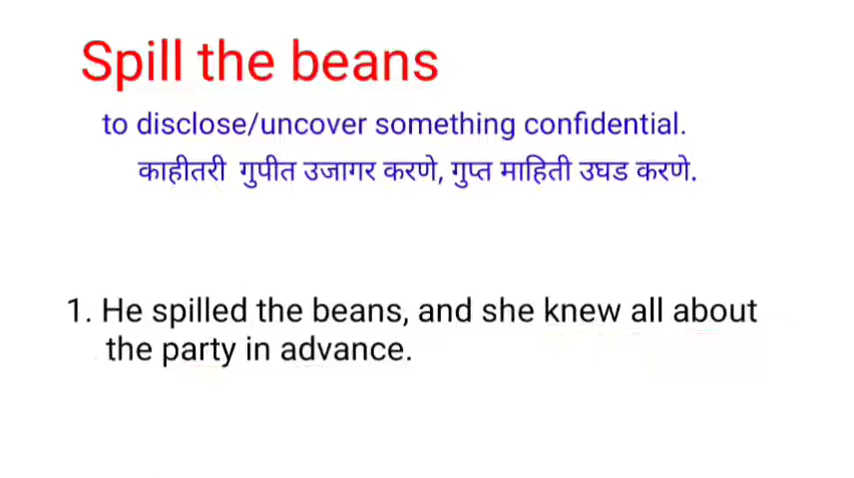 Spill the beans
to disclose/uncover something confidential.
काहीतरी गुपीत उजागर करणे, गुप्त माहिती उघड करणे.
1. He spilled the beans, and she knew all about
the party in advance.